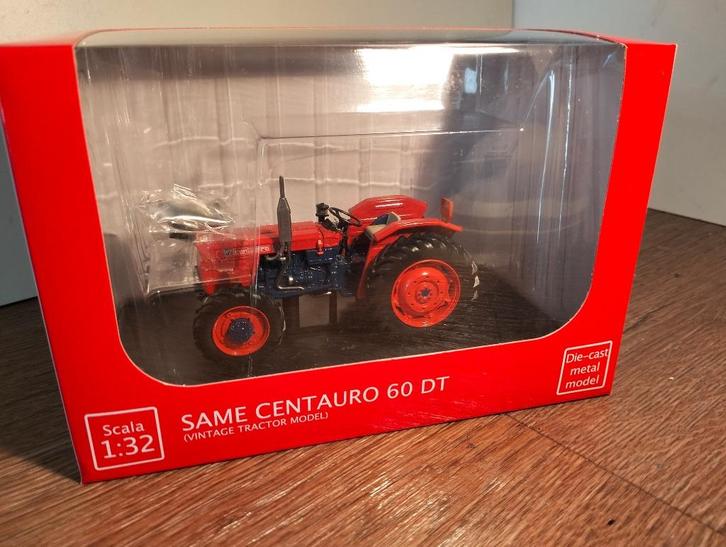 Scala
1:32
SAME CENTAURO 60 DT
(VINTAGE TRACTOR MODEL)
Die-cast
metal
model